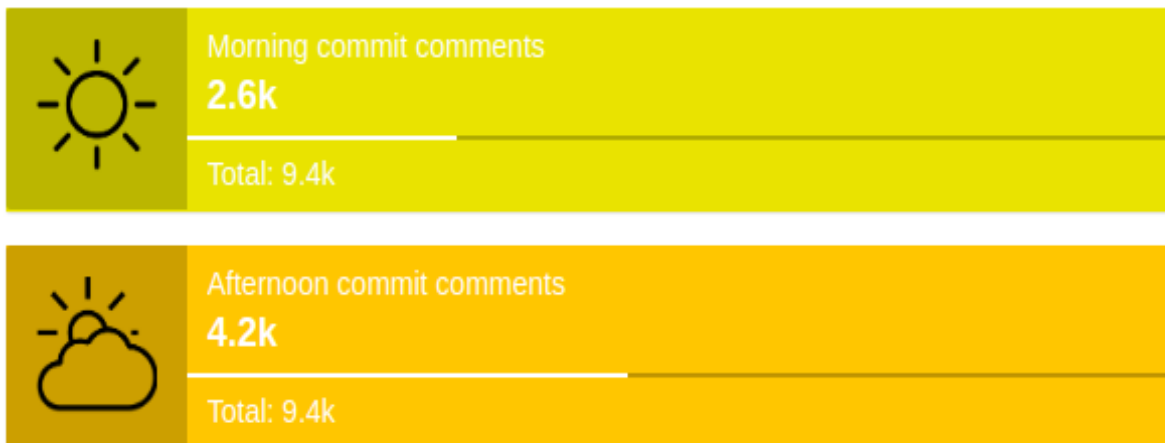 Morning commit comments
2.6k
Total: 9.4k
Afternoon commit comments
4.2k
Total: 9.4k